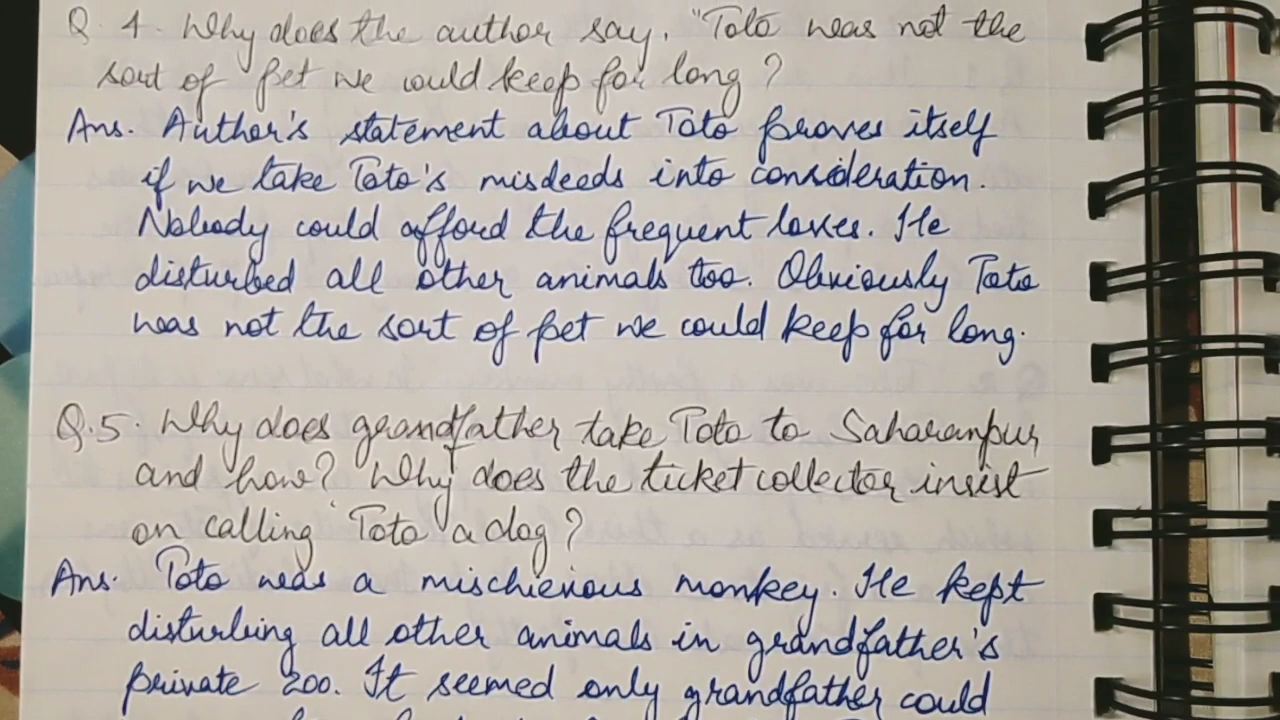 Q 4. Why does the author say, "Toto was not the
sort of pet we could keep for long ?
Ans. Author's statement about Toto proves itself
if we take Toto's misdeeds into consideration.
Nobody could afford the frequent loses. He
disturbed all other animals too. Obviously Toto
was not the sort of pet we could keep for long.
Q.5. Why does grandfather take Toto to Saharanpur
and how? Why does the ticket collector insist
on calling Toto a dog ?
Ans. Toto was a mischievous monkey. He kept
disturbing all other animals in grandfather's
private zoo. It seemed only grandfather could